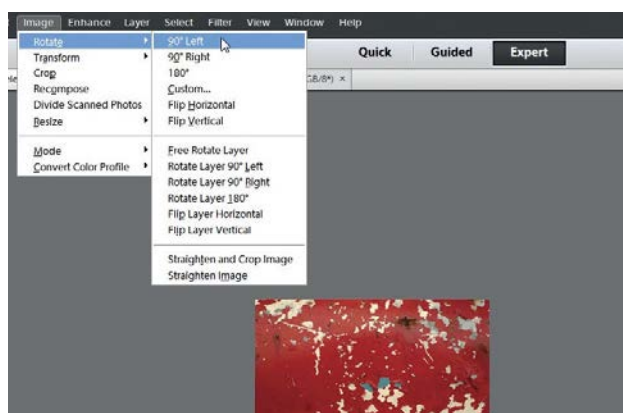 Image Enhance Layer Select Filter View Window Help
Quick Guided Expert
Rotate
Transform
Crop
Recompose
Divide Scanned Photos
Resize
Mode
Convert Color Profile
90° Left
90° Right
180°
Custom...
Flip Horizontal
Flip Vertical
Free Rotate Layer
Rotate Layer 90° Left
Rotate Layer 90° Right
Rotate Layer 180°
Flip Layer Horizontal
Flip Layer Vertical
Straighten and Crop Image
Straighten Image
GB/8*) ×